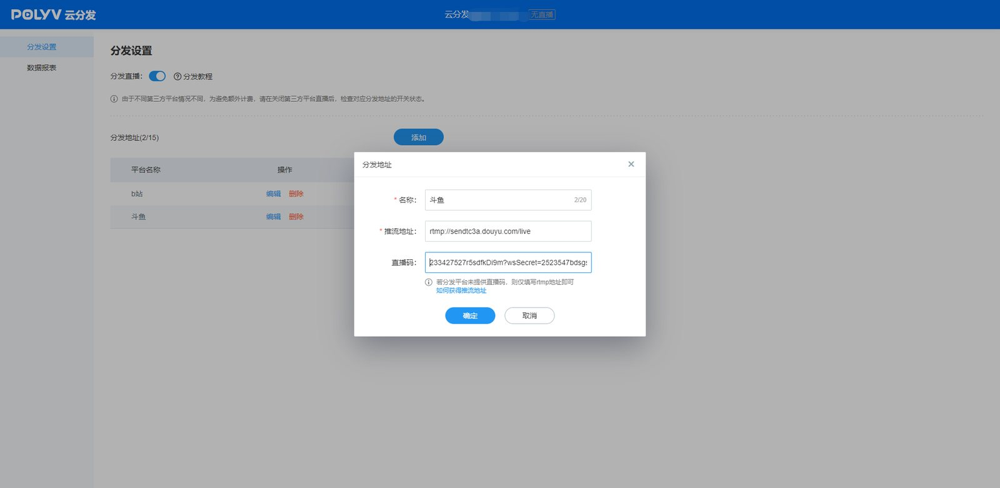 POLYV 云分发
云分发
无直播
分发设置
数据报表
分发设置
分发直播：
分发教程
由于不同第三方平台情况不同，为避免额外计费，请在关闭第三方平台直播后，检查对应分发地址的开关状态。
分发地址(2/15)
添加
平台名称 操作
b站 编辑 删除
斗鱼 编辑 删除
分发地址
* 名称： 斗鱼 2/20
* 推流地址： rtmp://sendtc3a.douyu.com/live
直播码： 233427527r5sdfkDi9m?wsSecret=2523547bdsgs
若分发平台未提供直播码，则仅填写rtmp地址即可
如何获得推流地址
确定 取消